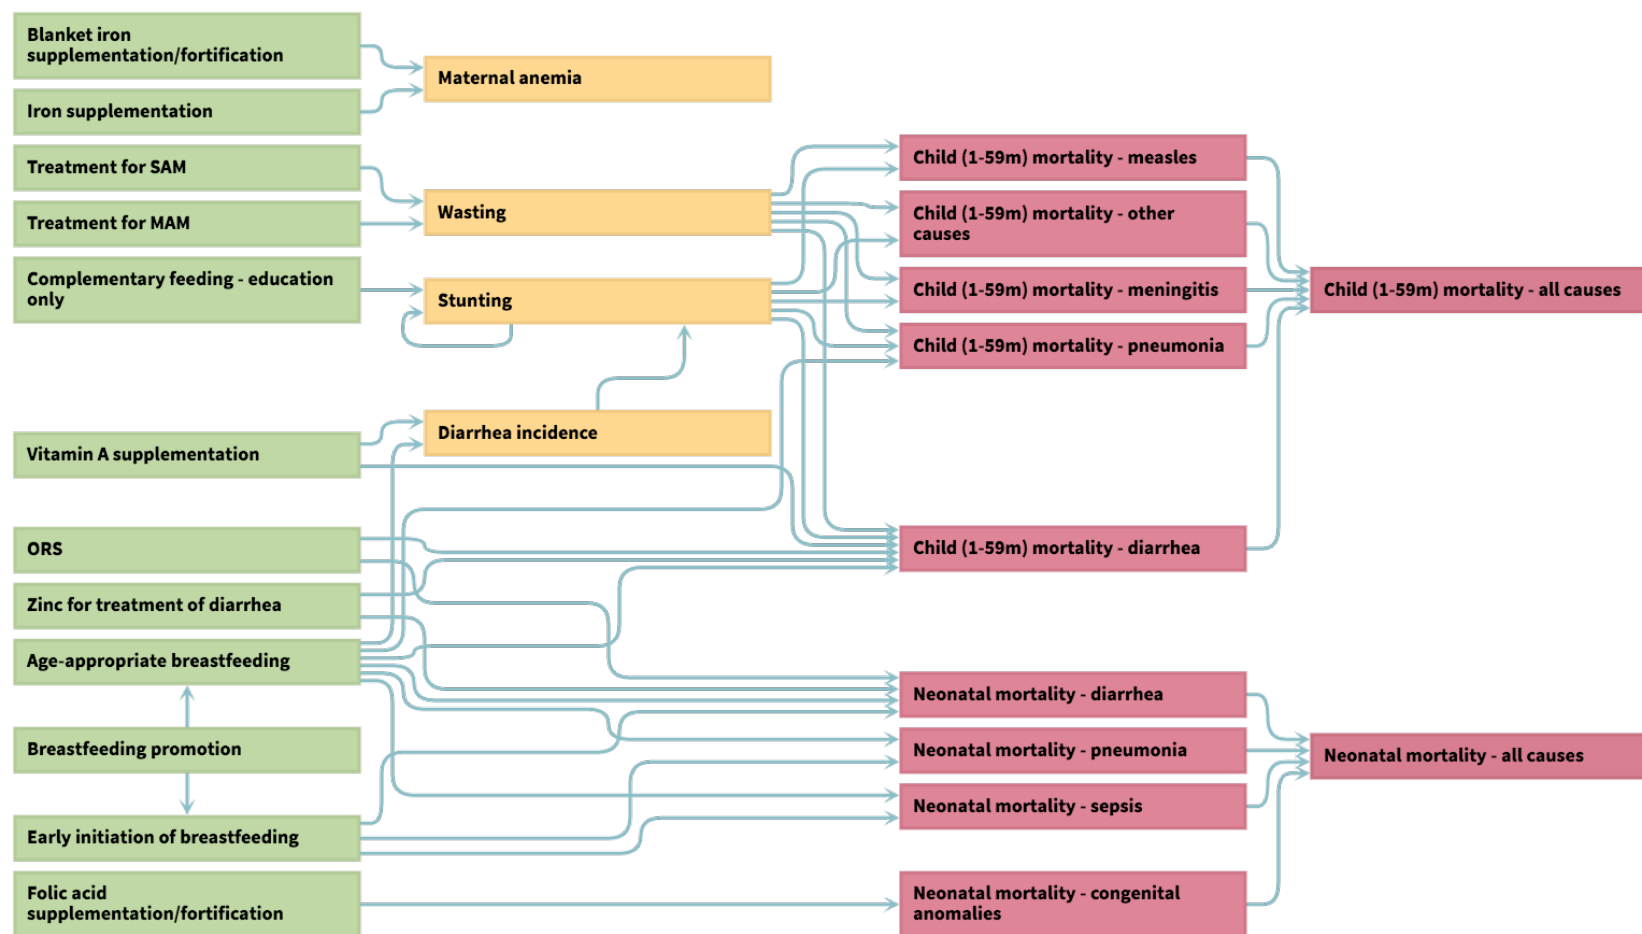 Blanket iron
supplementation/fortification
Iron supplementation
Treatment for SAM
Treatment for MAM
Complementary feeding - education
only
Vitamin A supplementation
ORS
Zinc for treatment of diarrhea
Age-appropriate breastfeeding
Breastfeeding promotion
Early initiation of breastfeeding
Folic acid
supplementation/fortification
Maternal anemia
Wasting
Stunting
Diarrhea incidence
Child (1-59m) mortality - measles
Child (1-59m) mortality - other
causes
Child (1-59m) mortality - meningitis
Child (1-59m) mortality - pneumonia
Child (1-59m) mortality - diarrhea
Neonatal mortality - diarrhea
Neonatal mortality - pneumonia
Neonatal mortality - sepsis
Neonatal mortality - congenital
anomalies
Child (1-59m) mortality - all causes
Neonatal mortality - all causes